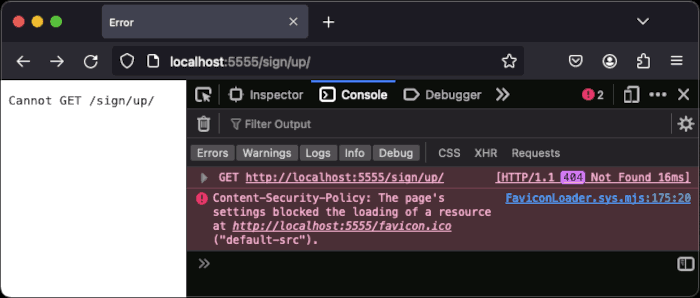 Error
localhost:5555/sign/up/
Cannot GET /sign/up/
Inspector
Console
Debugger
2
Filter Output
Errors
Warnings
Logs
Info
Debug
CSS
XHR
Requests
GET http://localhost:5555/sign/up/ [HTTP/1.1 404 Not Found 16ms]
Content-Security-Policy: The page's FaviconLoader.sys.mjs:175:20
settings blocked the loading of a resource
at http://localhost:5555/favicon.ico
("default-src").